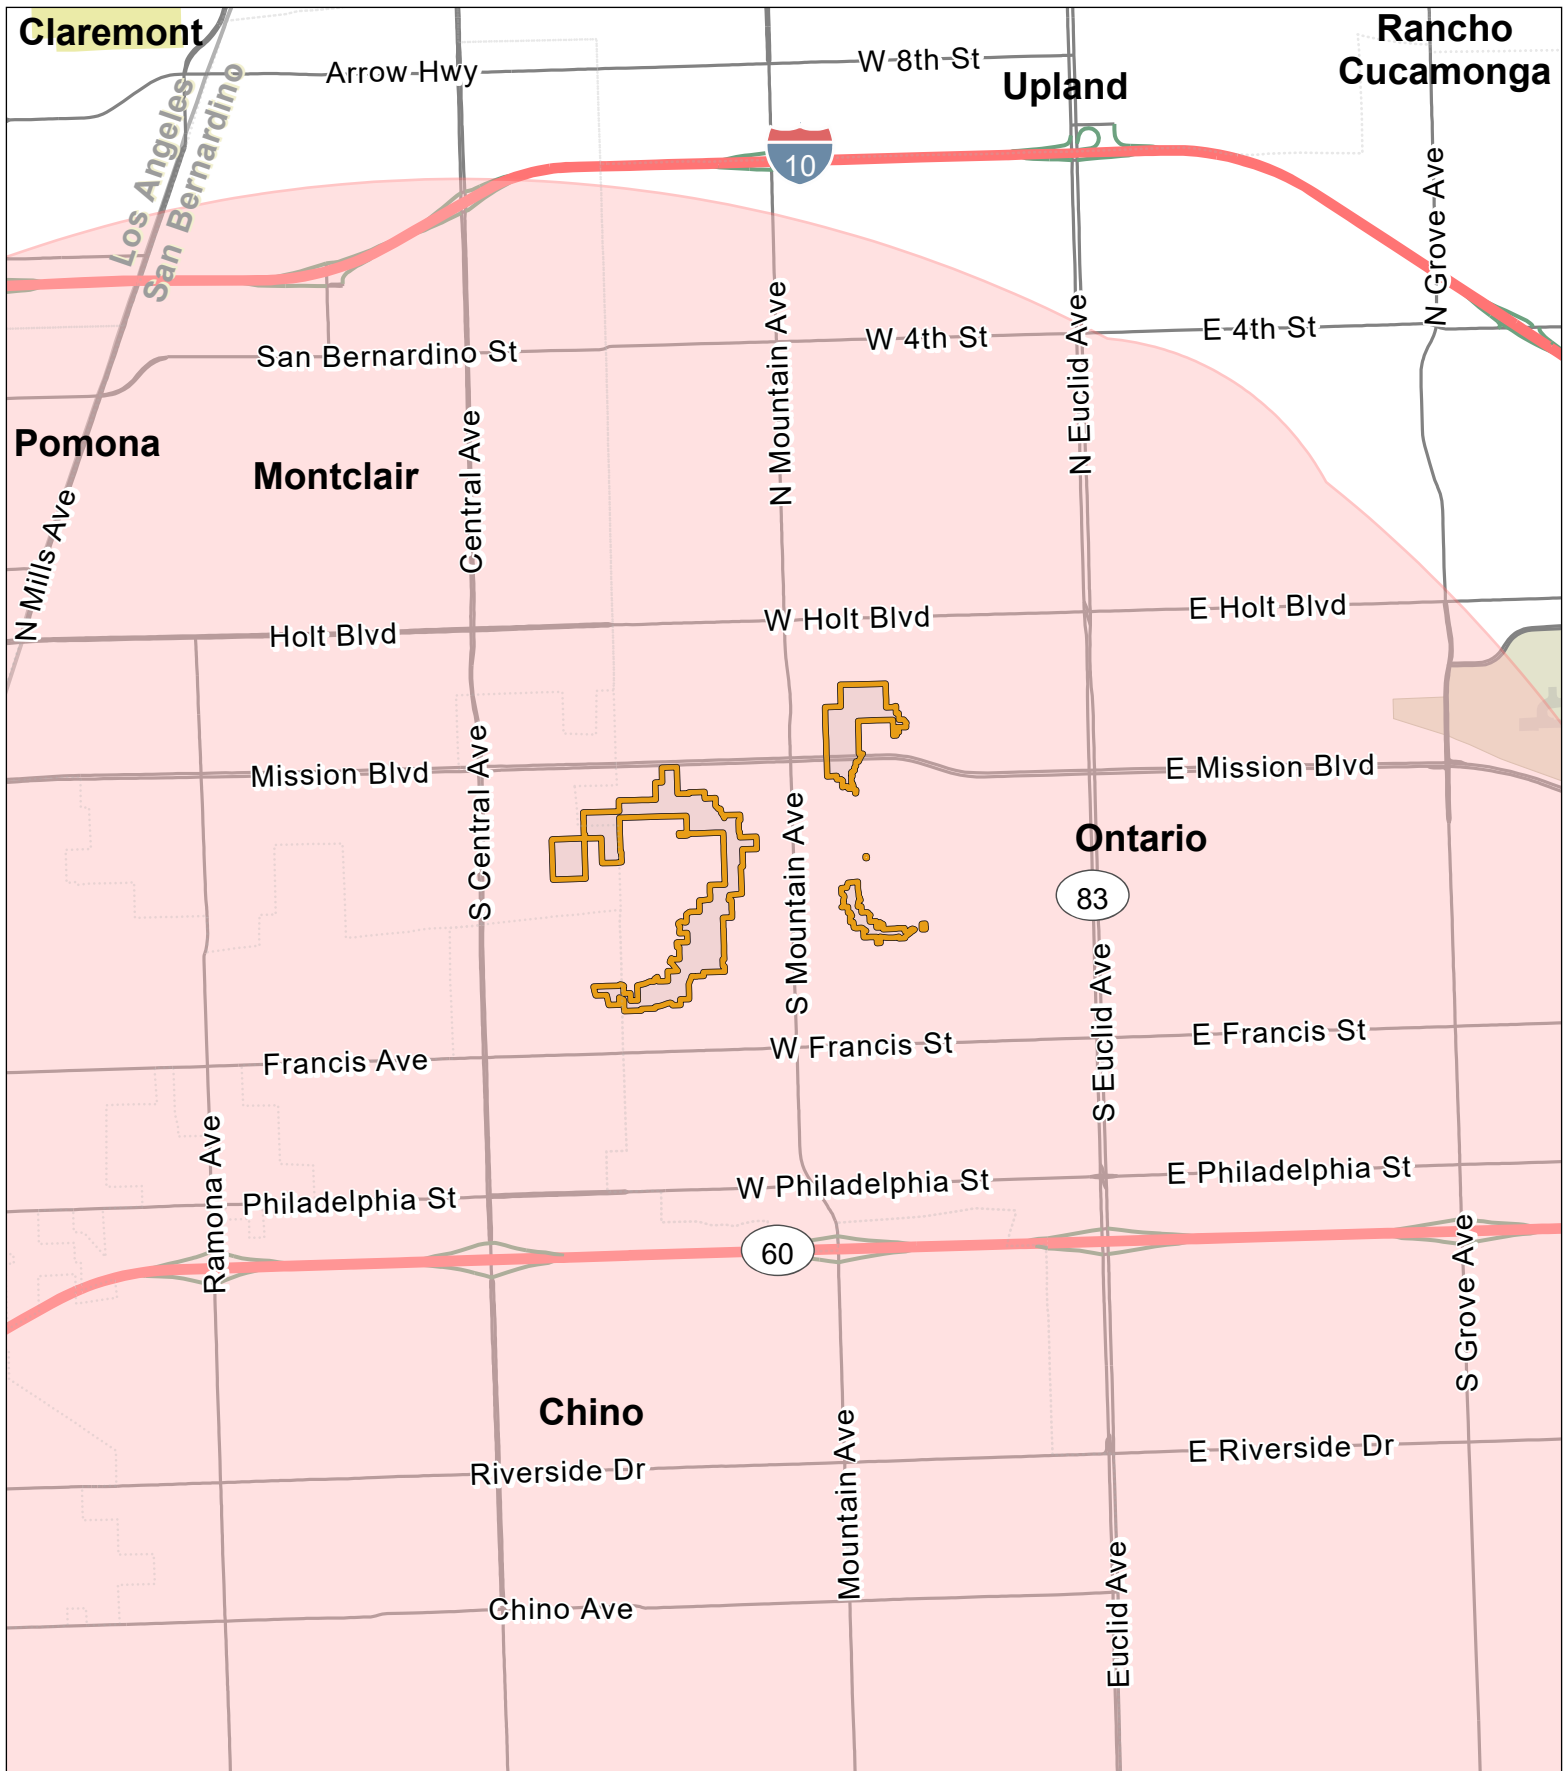 Claremont
Rancho
Cucamonga
Arrow Hwy
W 8th St
Upland
Los Angeles
San Bernardino
10
N Grove Ave
San Bernardino St
N Mountain Ave
W 4th St
N Euclid Ave
E 4th St
Pomona
Montclair
Central Ave
N Mills Ave
Holt Blvd
W Holt Blvd
E Holt Blvd
Mission Blvd
S Central Ave
E Mission Blvd
S Mountain Ave
Ontario
83
Francis Ave
W Francis St
S Euclid Ave
E Francis St
Ramona Ave
Philadelphia St
W Philadelphia St
E Philadelphia St
60
S Grove Ave
Chino
Riverside Dr
Mountain Ave
E Riverside Dr
Chino Ave
Euclid Ave